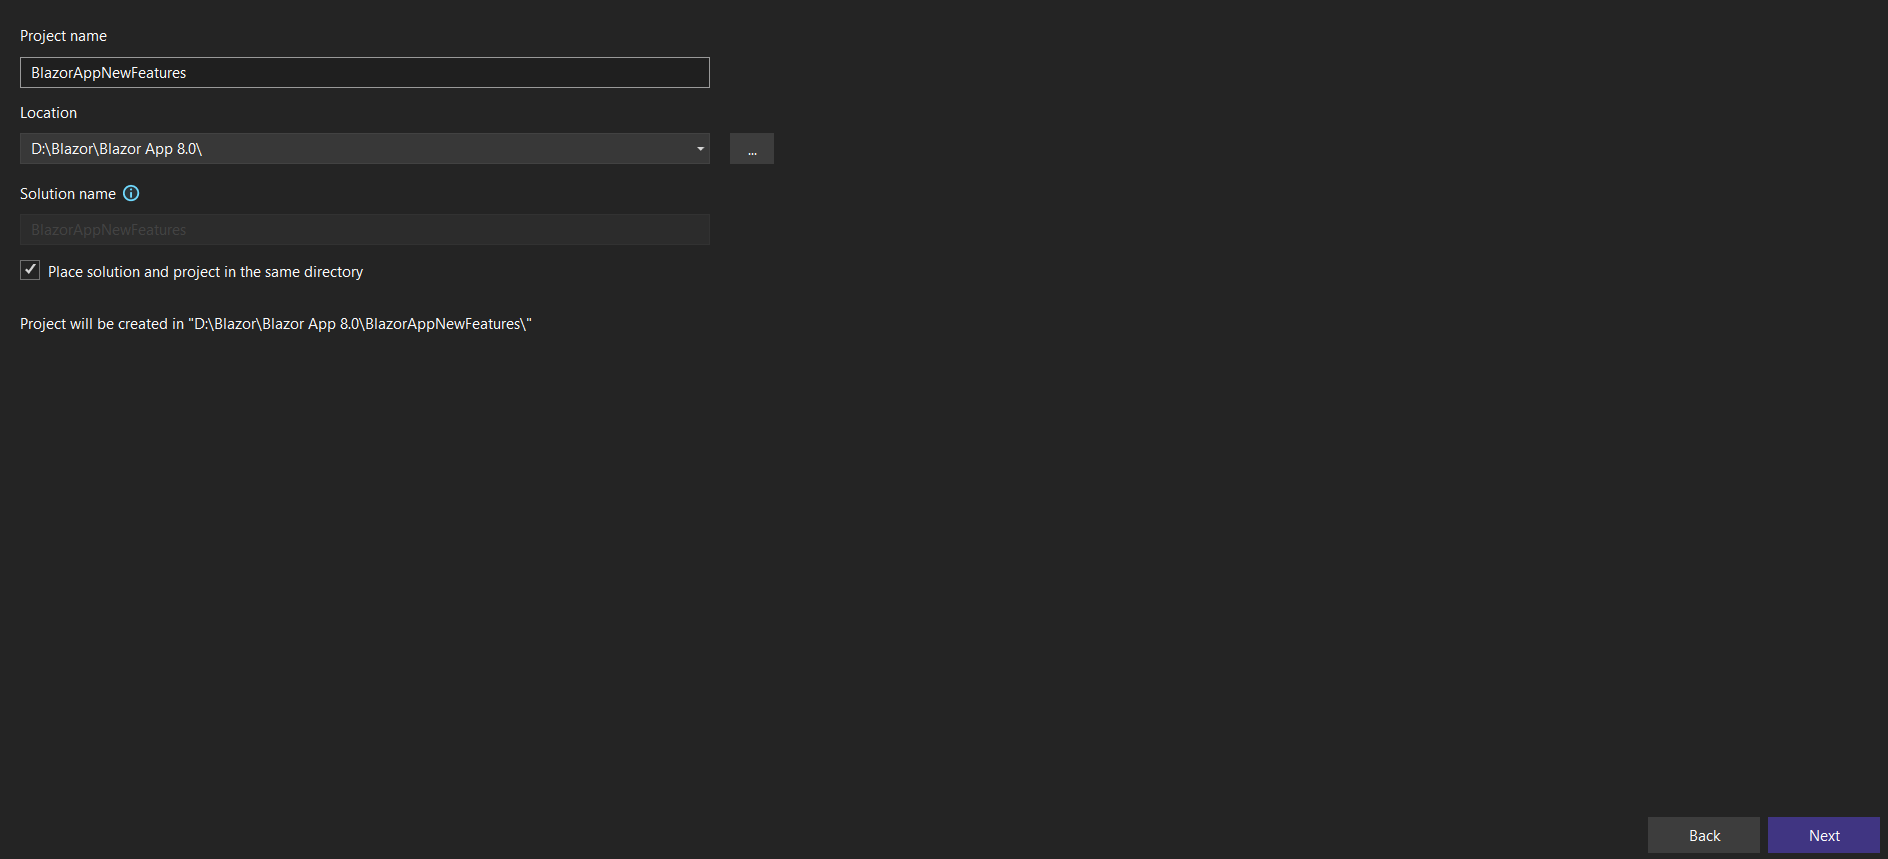 Project name
BlazorAppNewFeatures
Location
D:\Blazor\Blazor App 8.0\
...
Solution name
BlazorAppNewFeatures
Place solution and project in the same directory
Project will be created in "D:\Blazor\Blazor App 8.0\BlazorAppNewFeatures\"
Back
Next